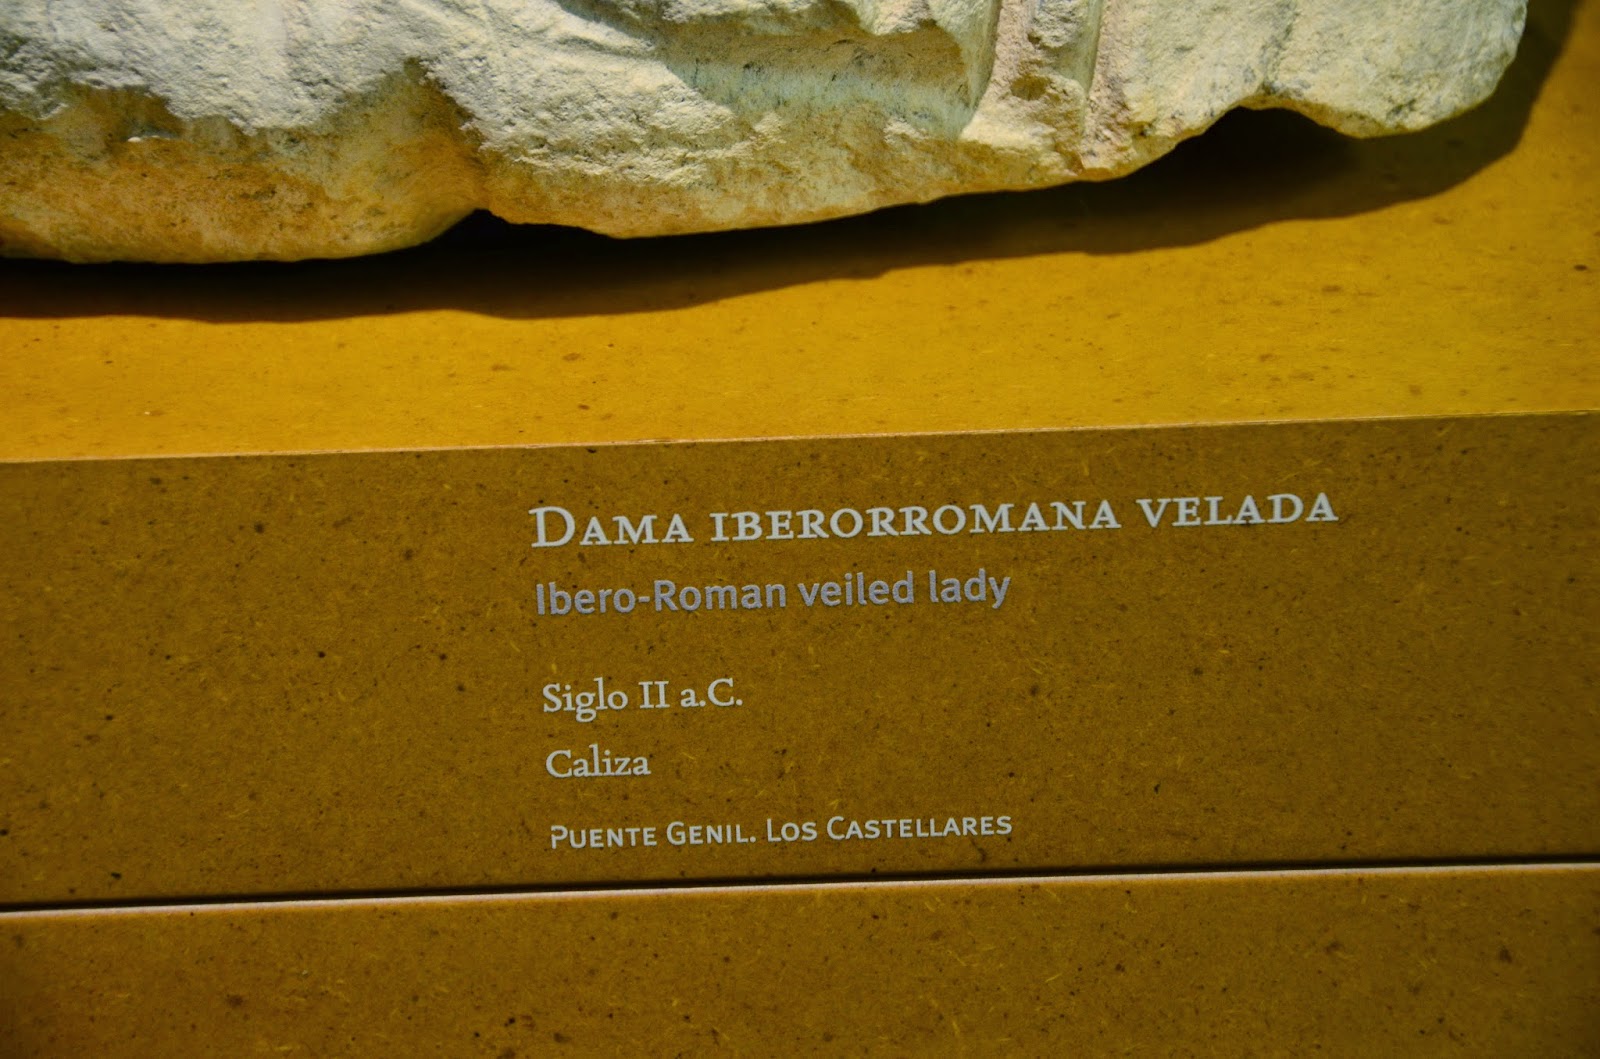 Dama iberorromana velada
Ibero-Roman veiled lady
Siglo II a.C.
Caliza
Puente Genil. Los Castellares